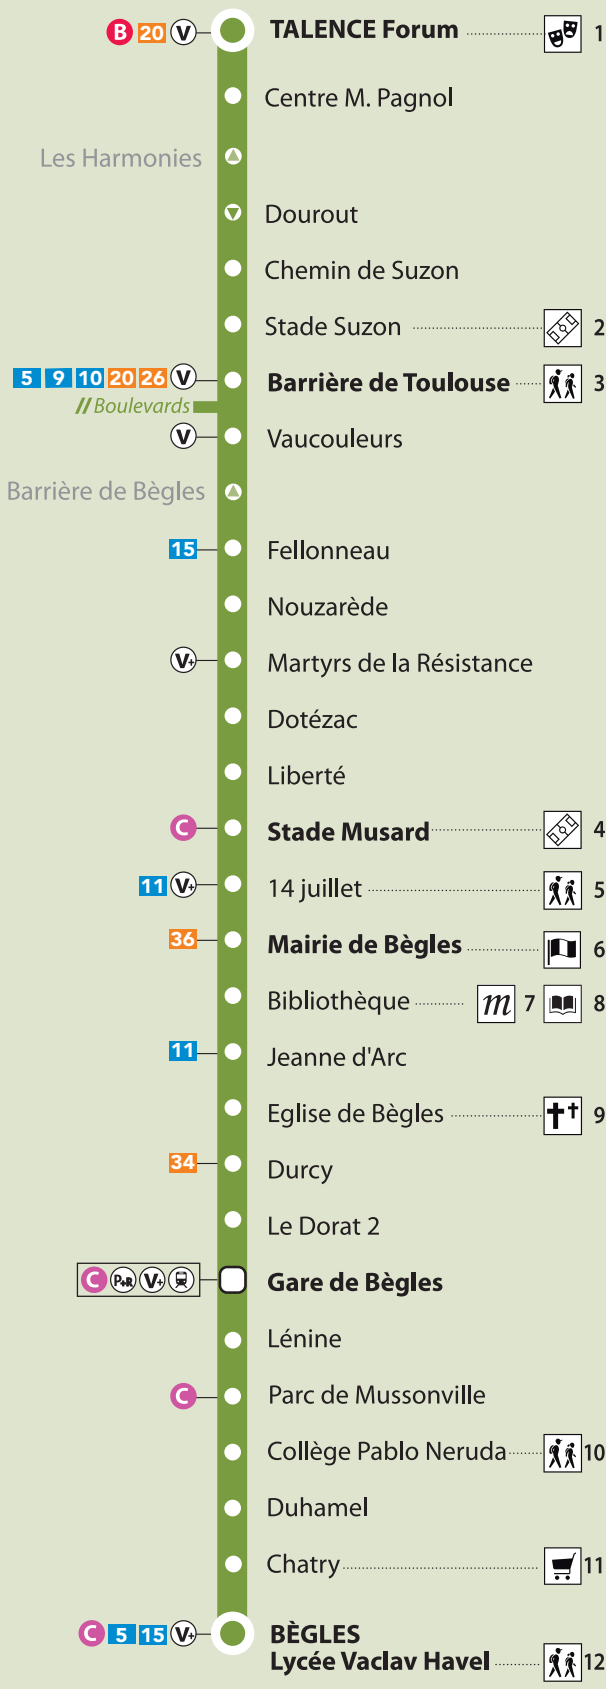 B 20 V TALENCE Forum 1
Centre M. Pagnol
Les Harmonies
Dourout
Chemin de Suzon
Stade Suzon 2
5 9 10 20 26 V Barrière de Toulouse 3
// Boulevards
V Vaucouleurs
Barrière de Bègles
15 Fellonneau
Nouzarède
V+ Martyrs de la Résistance
Dotézac
Liberté
C Stade Musard 4
11 V+ 14 juillet 5
36 Mairie de Bègles 6
Bibliothèque m 7 8
11 Jeanne d'Arc
Eglise de Bègles 9
34 Durcy
Le Dorat 2
C P+R V+ Gare de Bègles
Lénine
C Parc de Mussonville
Collège Pablo Neruda 10
Duhamel
Chatry 11
C 5 15 V+ BÈGLES
Lycée Vaclav Havel 12